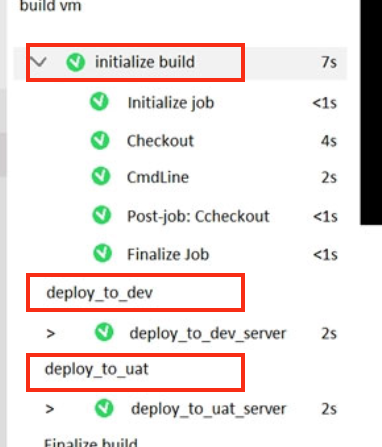 build vm
initialize build 7s
Initialize job <1s
Checkout 4s
CmdLine 2s
Post-job: Ccheckout <1s
Finalize Job <1s
deploy_to_dev
> deploy_to_dev_server 2s
deploy_to_uat
> deploy_to_uat_server 2s
Finalize build